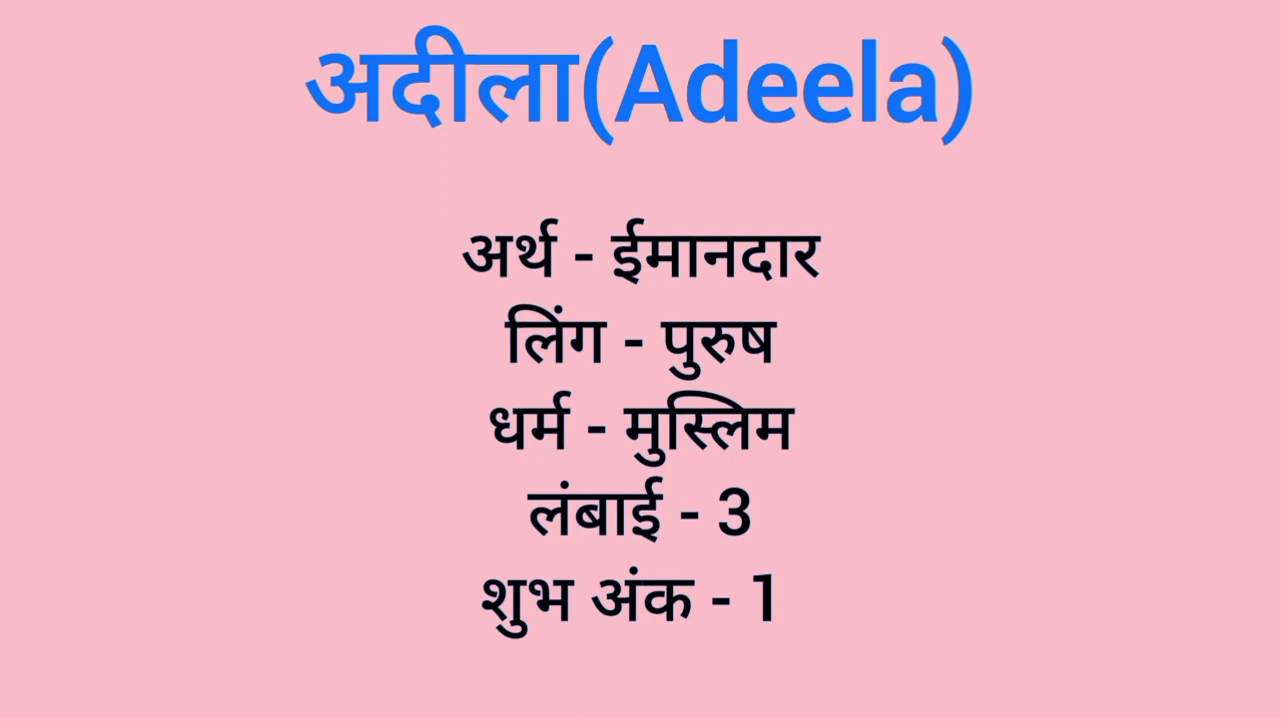 अदीला(Adeela)
अर्थ - ईमानदार
लिंग - पुरुष
धर्म - मुस्लिम
लंबाई - 3
शुभ अंक - 1